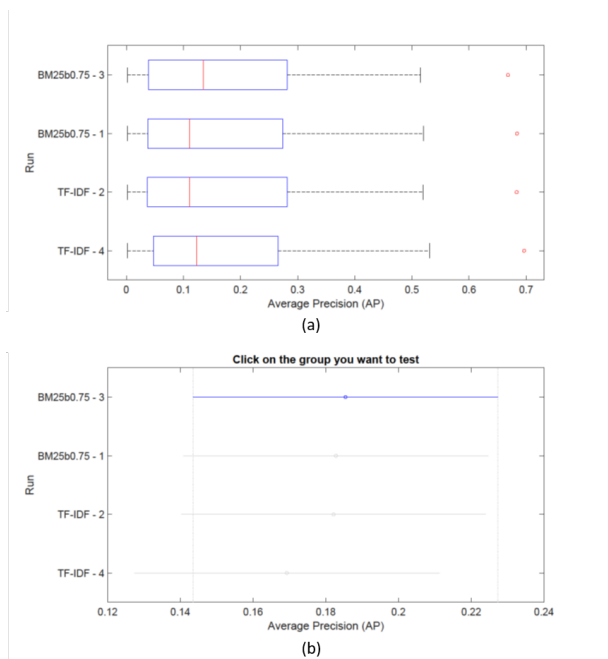 BM25b0.75 - 3
BM25b0.75 - 1
TF-IDF - 2
TF-IDF - 4
Run
0 0.1 0.2 0.3 0.4 0.5 0.6 0.7
Average Precision (AP)
(a)
Click on the group you want to test
BM25b0.75 - 3
BM25b0.75 - 1
TF-IDF - 2
TF-IDF - 4
Run
0.12 0.14 0.16 0.18 0.2 0.22 0.24
Average Precision (AP)
(b)